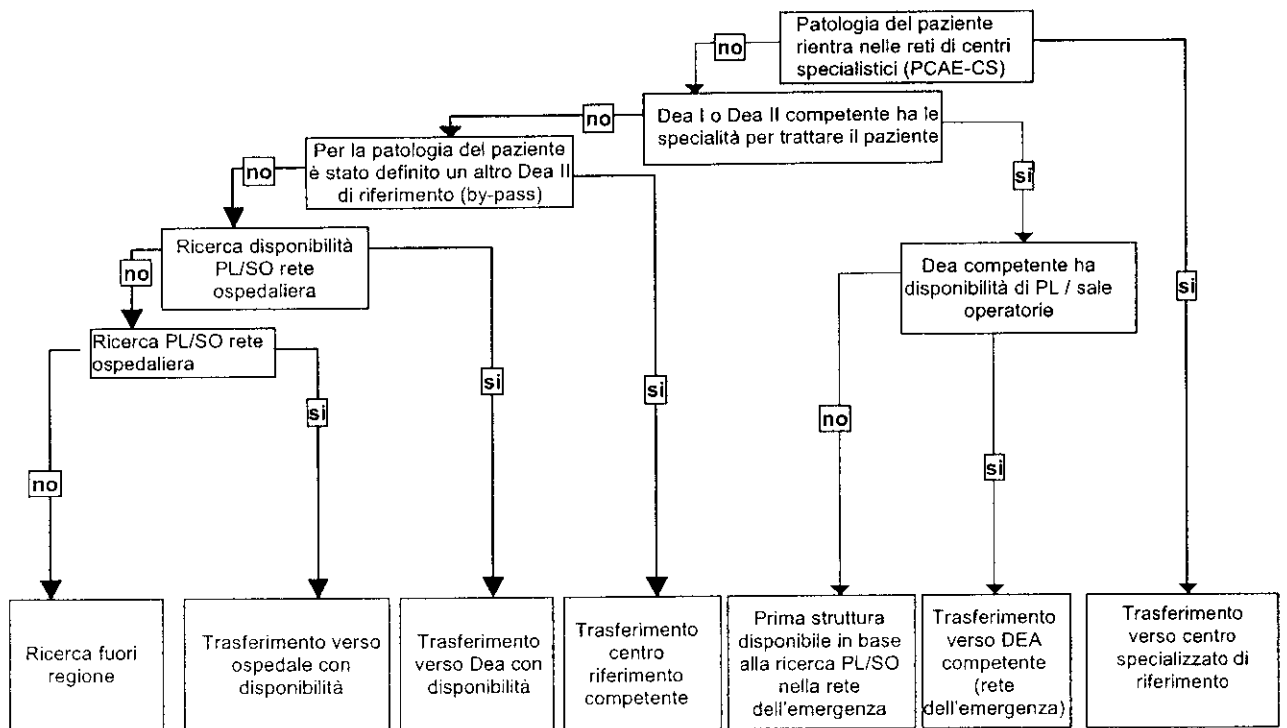 Patologia del paziente
rientra nelle reti di centri
specialistici (PCAE-CS)
no
Dea I o Dea II competente ha le
specialità per trattare il paziente
no
Per la patologia del paziente
è stato definito un altro Dea II
di riferimento (by-pass)
no
si
Ricerca disponibilità
PL/SO rete
ospedaliera
no
Dea competente ha
disponibilità di PL / sale
operatorie
si
Ricerca PL/SO rete
ospedaliera
si
si
si
no
no
si
Ricerca fuori
regione
Trasferimento verso
ospedale con
disponibilità
Trasferimento
verso Dea con
disponibilità
Trasferimento
centro
riferimento
competente
Prima struttura
disponibile in base
alla ricerca PL/SO
nella rete
dell'emergenza
Trasferimento
verso DEA
competente
(rete
dell'emergenza)
Trasferimento
verso centro
specializzato di
riferimento